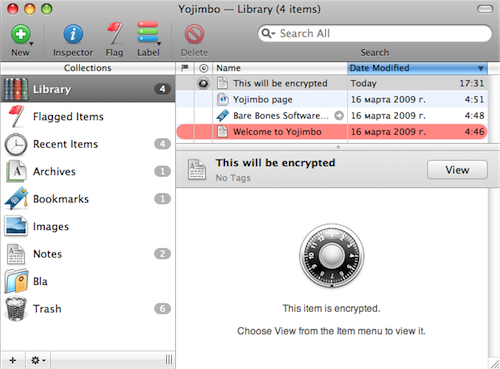 Yojimbo — Library (4 items)
New Inspector Flag Label Delete Search All Search
Collections
Library 4
Flagged Items
Recent Items 4
Archives 1
Bookmarks 1
Images
Notes 2
Bla
Trash 6
Name Date Modified
This will be encrypted Today 17:31
Yojimbo page 16 марта 2009 г. 4:51
Bare Bones Software... 16 марта 2009 г. 4:48
Welcome to Yojimbo 16 марта 2009 г. 4:46
This will be encrypted
No Tags
View
This item is encrypted.
Choose View from the Item menu to view it.